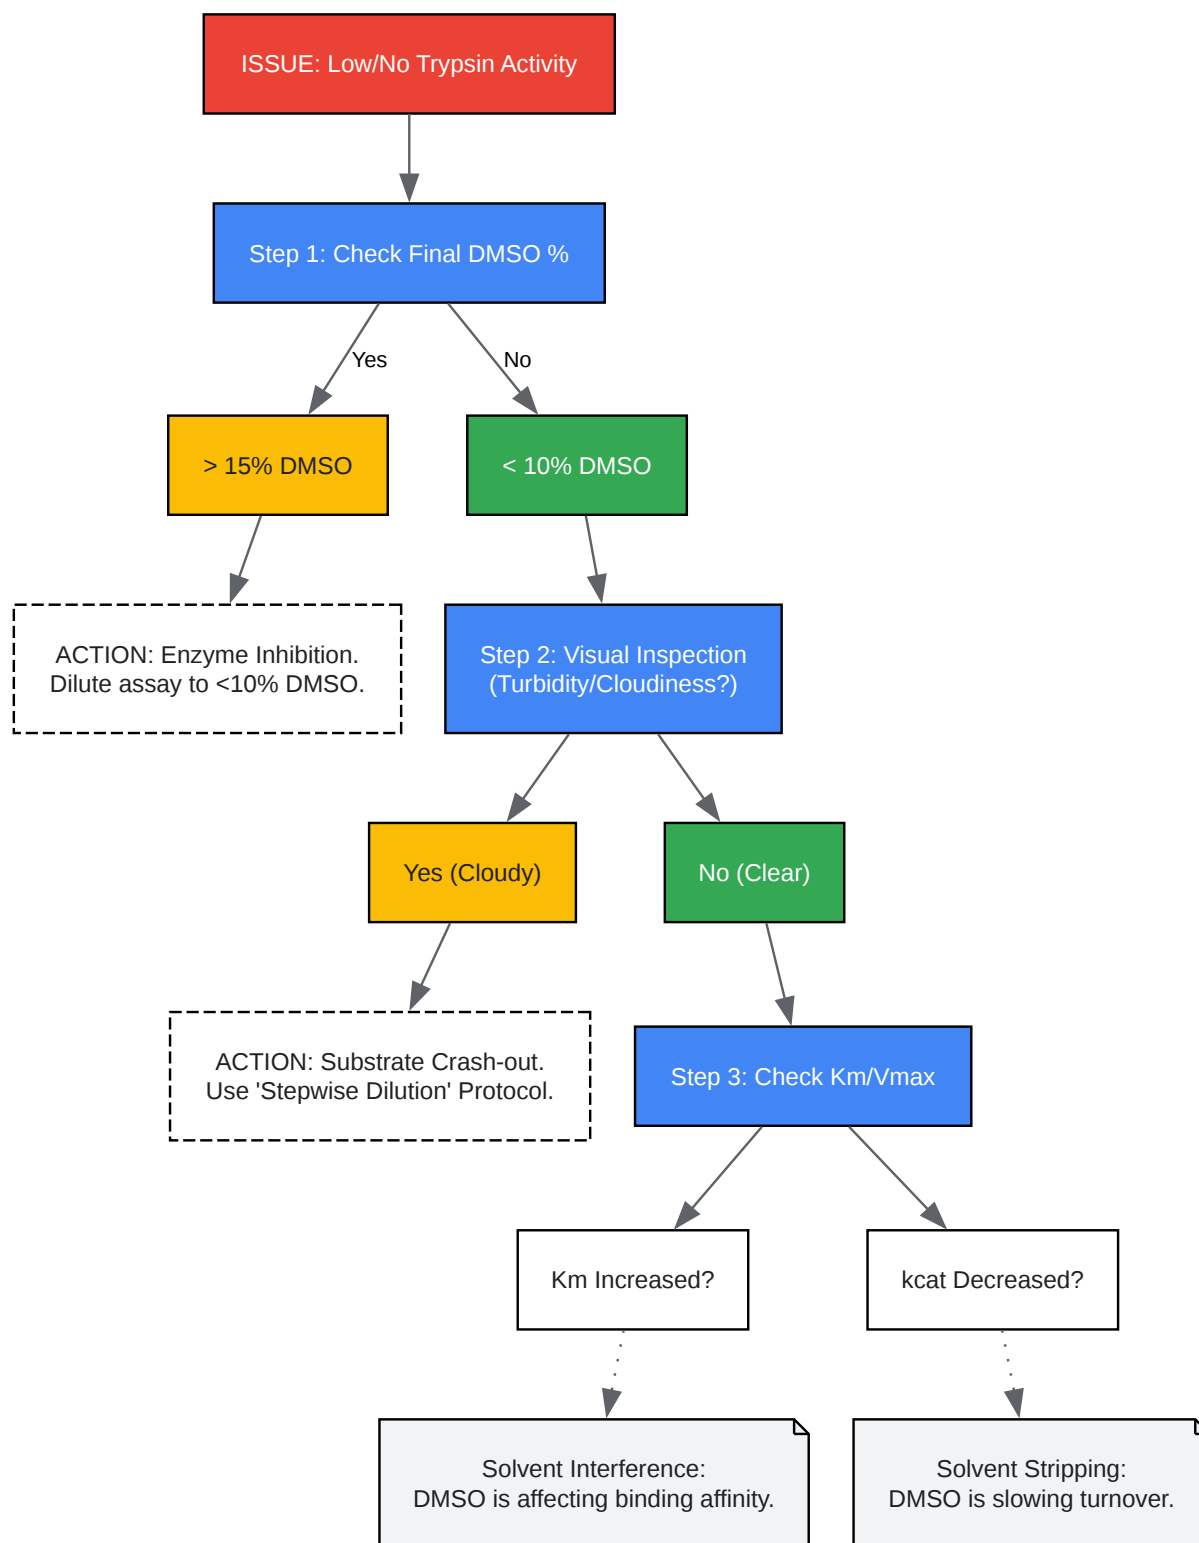 ISSUE: Low/No Trypsin Activity
Step 1: Check Final DMSO %
Yes
No
> 15% DMSO
< 10% DMSO
ACTION: Enzyme Inhibition.
Dilute assay to <10% DMSO.
Step 2: Visual Inspection
(Turbidity/Cloudiness?)
Yes (Cloudy)
No (Clear)
ACTION: Substrate Crash-out.
Use 'Stepwise Dilution' Protocol.
Step 3: Check Km/Vmax
Km Increased?
kcat Decreased?
Solvent Interference:
DMSO is affecting binding affinity.
Solvent Stripping:
DMSO is slowing turnover.